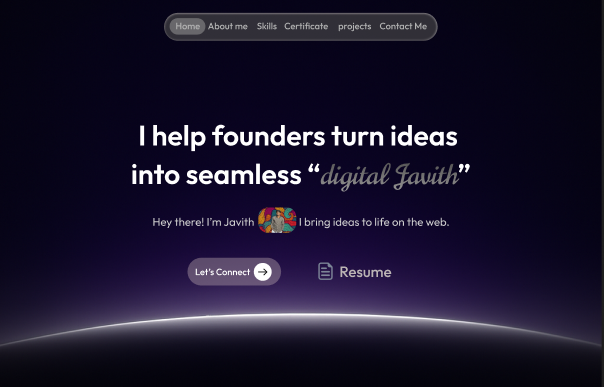 Home About me Skills Certificate projects Contact Me
I help founders turn ideas
into seamless “digital Javith”
Hey there! I'm Javith I bring ideas to life on the web.
Let's Connect Resume